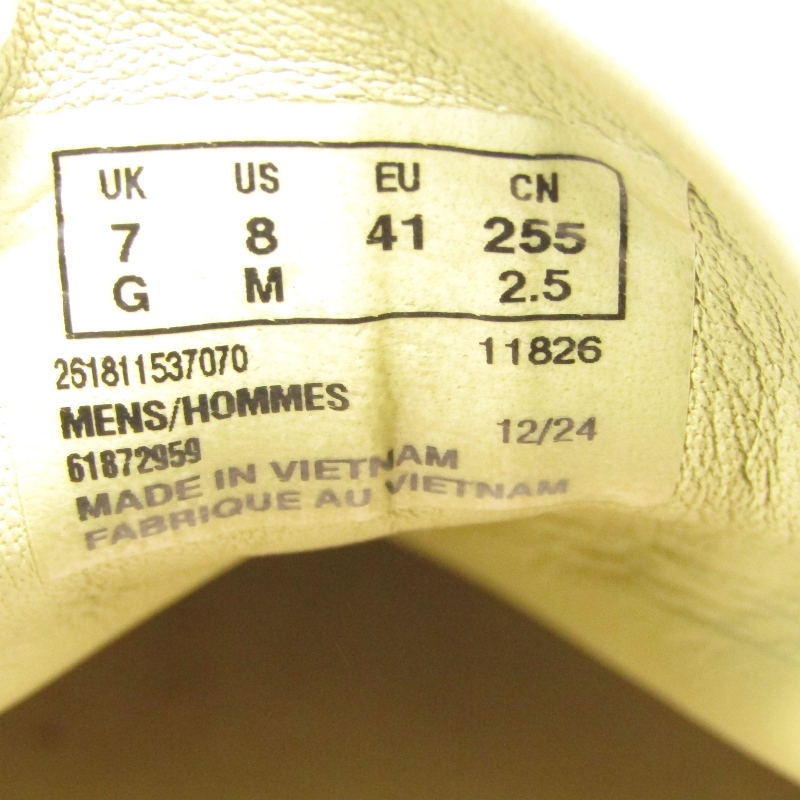 UK US EU CN
7 8 41 255
G M 2.5
261811537070 11826
MENS/HOMMES
61872959 12/24
MADE IN VIETNAM
FABRIQUE AU VIETNAM